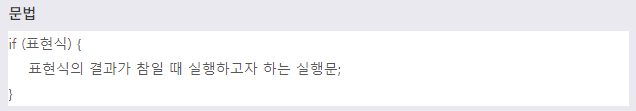 문법
if (표현식) {
표현식의 결과가 참일 때 실행하고자 하는 실행문;
}